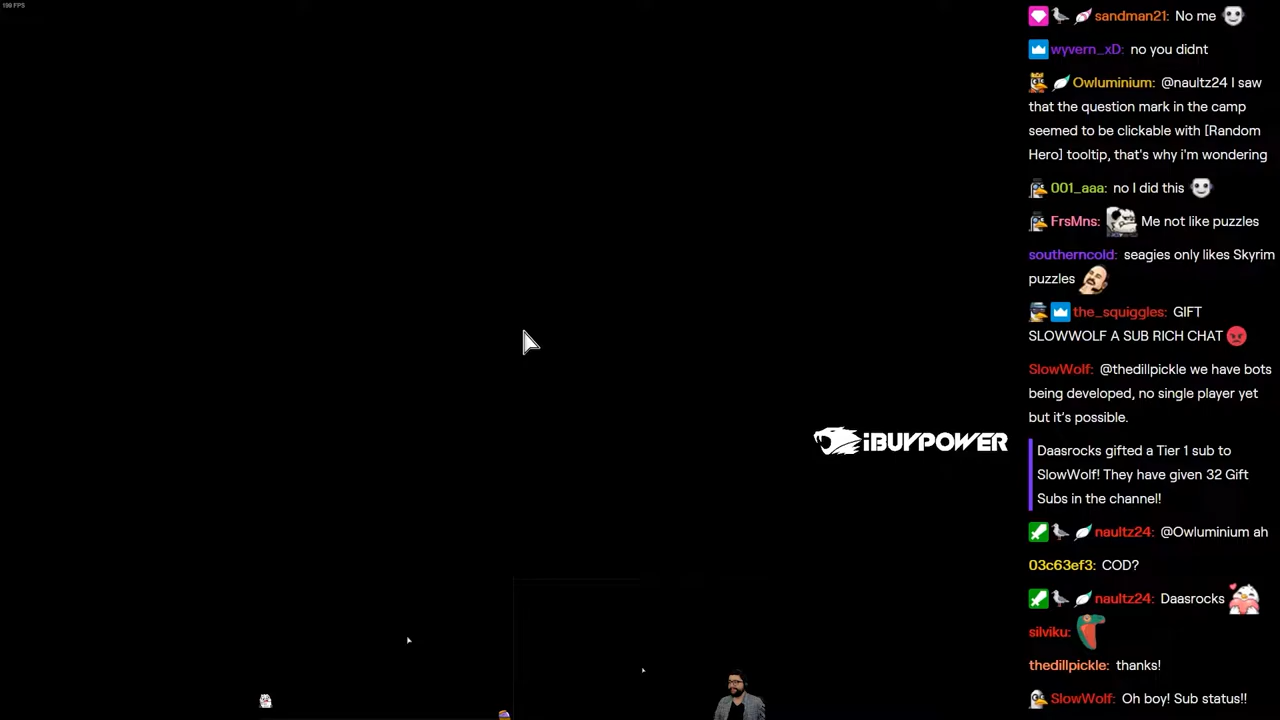 199 FPS
sandman21: No me
wyvern_xD: no you didnt
Owluminium: @naultz24 I saw
that the question mark in the camp
seemed to be clickable with [Random
Hero] tooltip, that's why i'm wondering
001_aaa: no I did this
FrsMns: Me not like puzzles
southerncold: seagies only likes Skyrim
puzzles
the_squiggles: GIFT
SLOWWOLF A SUB RICH CHAT
SlowWolf: @thedillpickle we have bots
being developed, no single player yet
but it’s possible.
iBUYPOWER
Daasrocks gifted a Tier 1 sub to
SlowWolf! They have given 32 Gift
Subs in the channel!
naultz24: @Owluminium ah
03c63ef3: COD?
naultz24: Daasrocks
silviku:
thedillpickle: thanks!
SlowWolf: Oh boy! Sub status!!